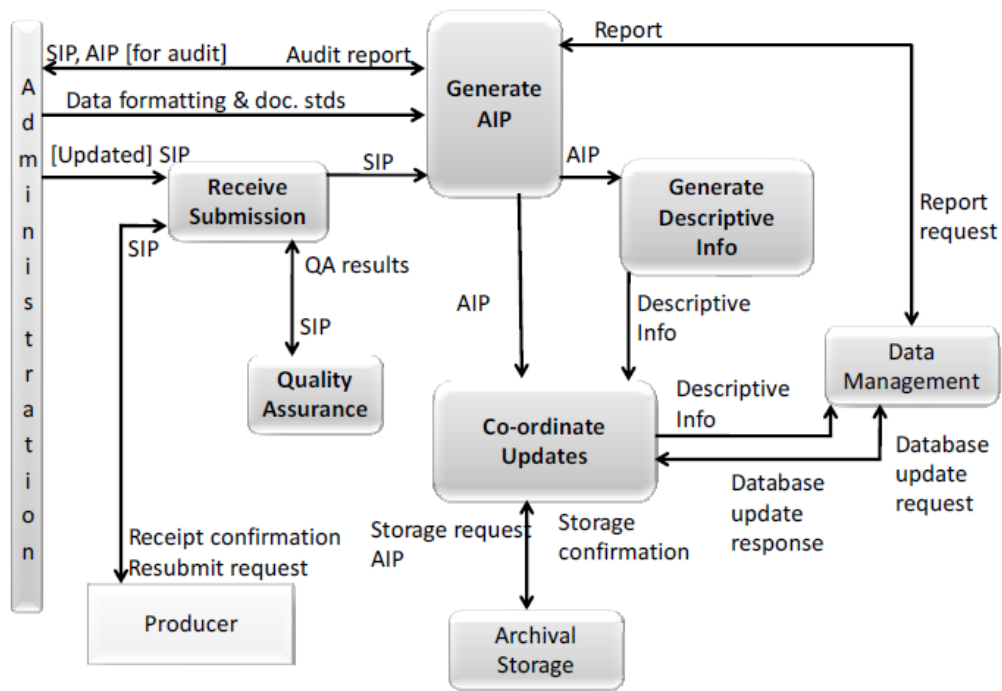 Administration
SIP, AIP [for audit]
Audit report
Report
Generate
AIP
Data formatting & doc. stds
[Updated] SIP
SIP
AIP
Receive
Submission
Generate
Descriptive
Info
Report
request
SIP
QA results
AIP
Descriptive
Info
SIP
Data
Management
Quality
Assurance
Descriptive
Info
Co-ordinate
Updates
Database
update
response
Database
update
request
Storage request
AIP
Storage
confirmation
Receipt confirmation
Resubmit request
Producer
Archival
Storage